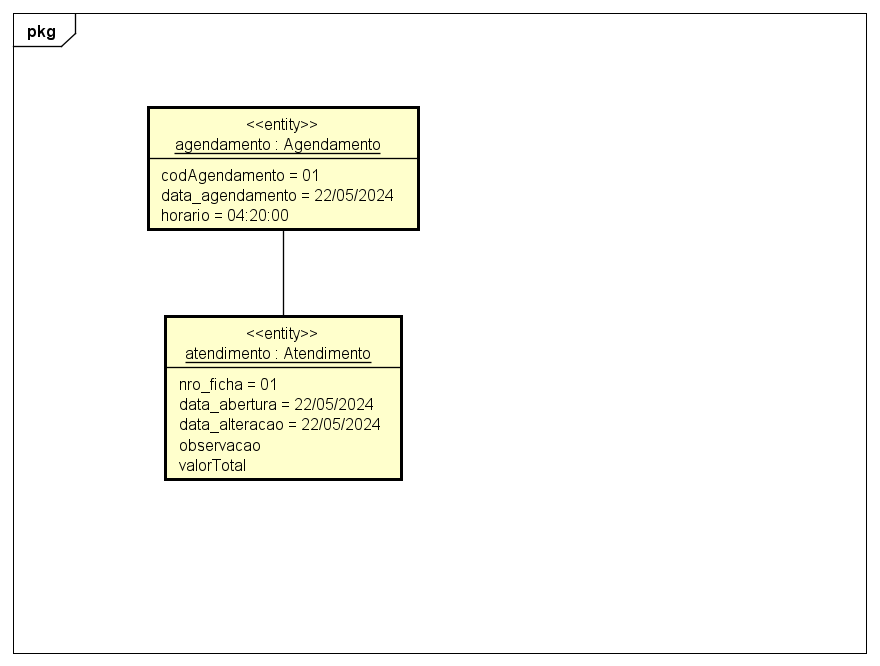 pkg
<<entity>>
agendamento : Agendamento
codAgendamento = 01
data_agendamento = 22/05/2024
horario = 04:20:00
<<entity>>
atendimento : Atendimento
nro_ficha = 01
data_abertura = 22/05/2024
data_alteracao = 22/05/2024
observacao
valorTotal